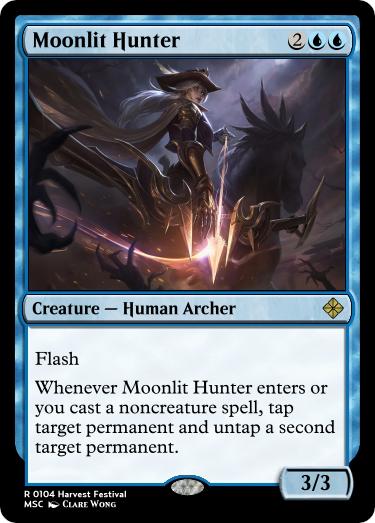 Moonlit Hunter 2
Creature — Human Archer
Flash
Whenever Moonlit Hunter enters or
you cast a noncreature spell, tap
target permanent and untap a second
target permanent.
3/3
R 0104 Harvest Festival
MSC Clare Wong